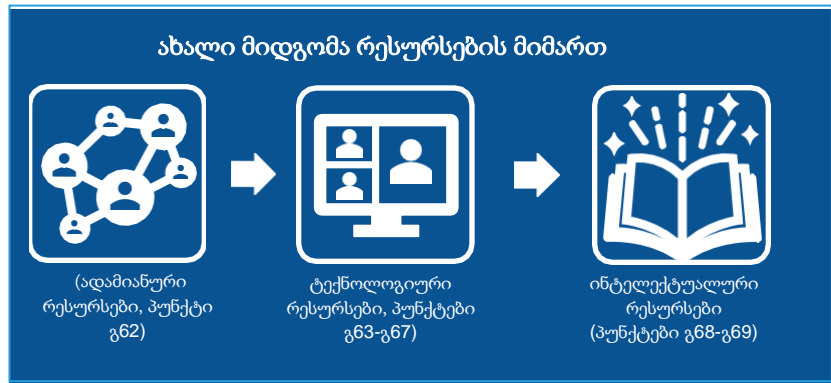 ახალი მიდგომა რესურსების მიმართ
(ადამიანური
რესურსები, პუნქტი
გ62)
ტექნოლოგიური
რესურსები, პუნქტები
გ63-გ67)
ინტელექტუალური
რესურსები
(პუნქტები გ68-გ69)